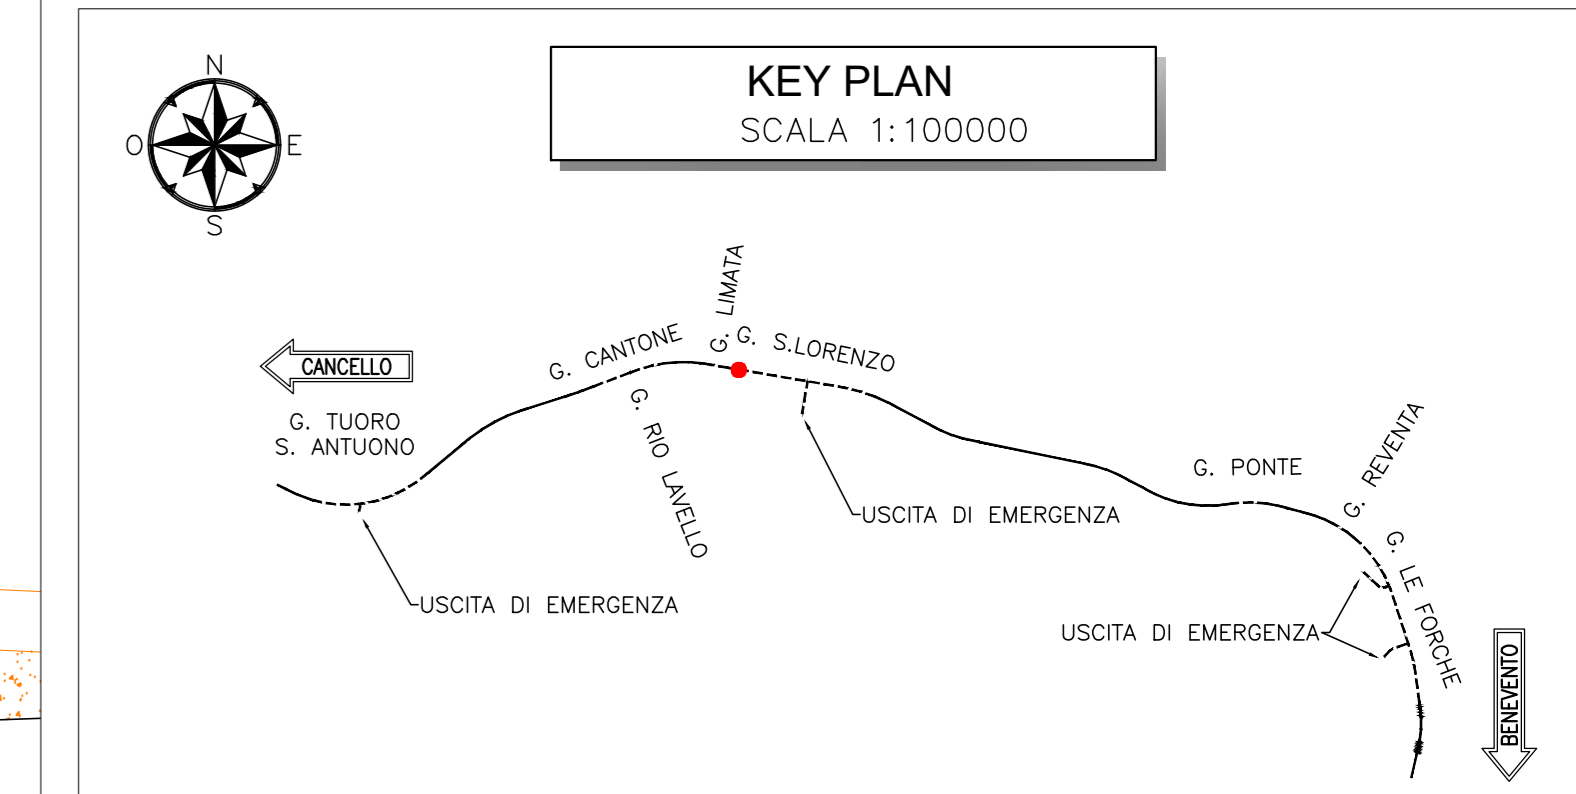 N
O
E
S
KEY PLAN
SCALA 1:100000
CANCELLO
G. TUORO
S. ANTUONO
G. CANTONE
G. RIO LAVELLO
G. LIMATA
G. S.LORENZO
USCITA DI EMERGENZA
USCITA DI EMERGENZA
G. PONTE
G. REVENTA
G. LE FORCHE
USCITA DI EMERGENZA
BENEVENTO